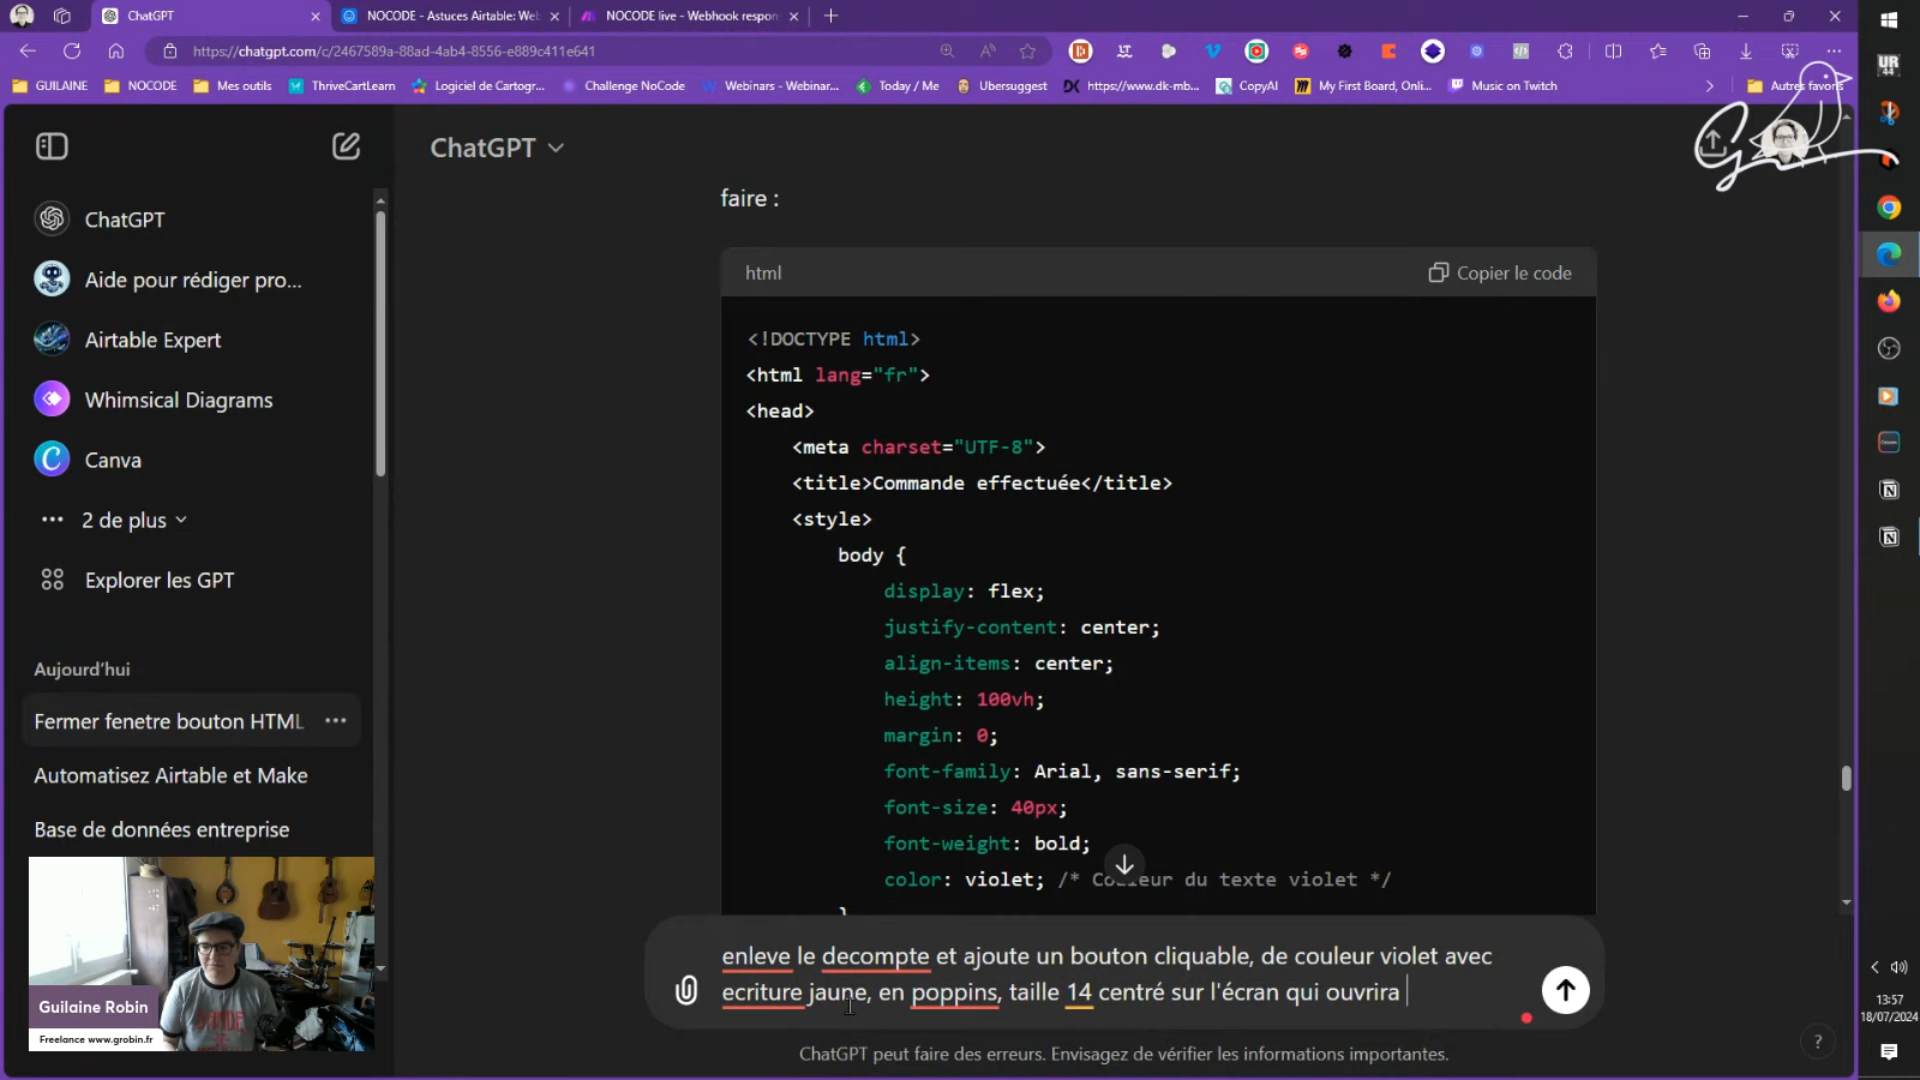 ChatGPT
NOCODE - Astuces Airtable: Wel
NOCODE live - Webhook respon
https://chatgpt.com/c/2467589a-88ad-4ab4-8556-e889c411e641
GUILAINE
NOCODE
Mes outils
ThriveCartLearn
Logiciel de Cartogr...
Challenge NoCode
Webinars - Webinar...
Today / Me
Ubersuggest
https://www.dk-mb...
CopyAI
My First Board, Onli...
Music on Twitch
Autres favoris
ChatGPT
faire :
ChatGPT
Aide pour rédiger pro...
Airtable Expert
Whimsical Diagrams
Canva
2 de plus
Explorer les GPT
Aujourd'hui
Fermer fenetre bouton HTML
Automatisez Airtable et Make
Base de données entreprise
html
Copier le code
<!DOCTYPE html>
<html lang="fr">
<head>
<meta charset="UTF-8">
<title>Commande effectuée</title>
<style>
body {
display: flex;
justify-content: center;
align-items: center;
height: 100vh;
margin: 0;
font-family: Arial, sans-serif;
font-size: 40px;
font-weight: bold;
color: violet; /* Couleur du texte violet */
}
enleve le decompte et ajoute un bouton cliquable, de couleur violet avec
ecriture jaune, en poppins, taille 14 centré sur l'écran qui ouvrira
ChatGPT peut faire des erreurs. Envisagez de vérifier les informations importantes.
?
Guilaine Robin
Freelance www.grobin.fr
UR
44
13:57
18/07/2024